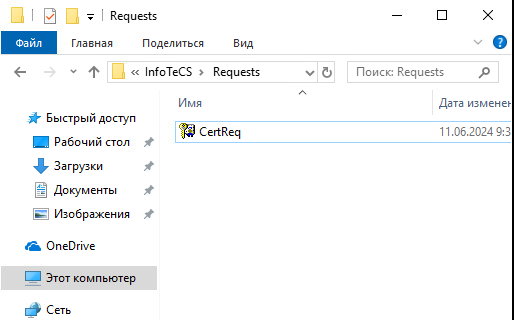 Requests
Файл Главная Поделиться Вид
« InfoTeCS > Requests
Поиск: Requests
Имя Дата изменен
CertReq 11.06.2024 9:3
Быстрый доступ
Рабочий стол
Загрузки
Документы
Изображения
OneDrive
Этот компьютер
Сеть